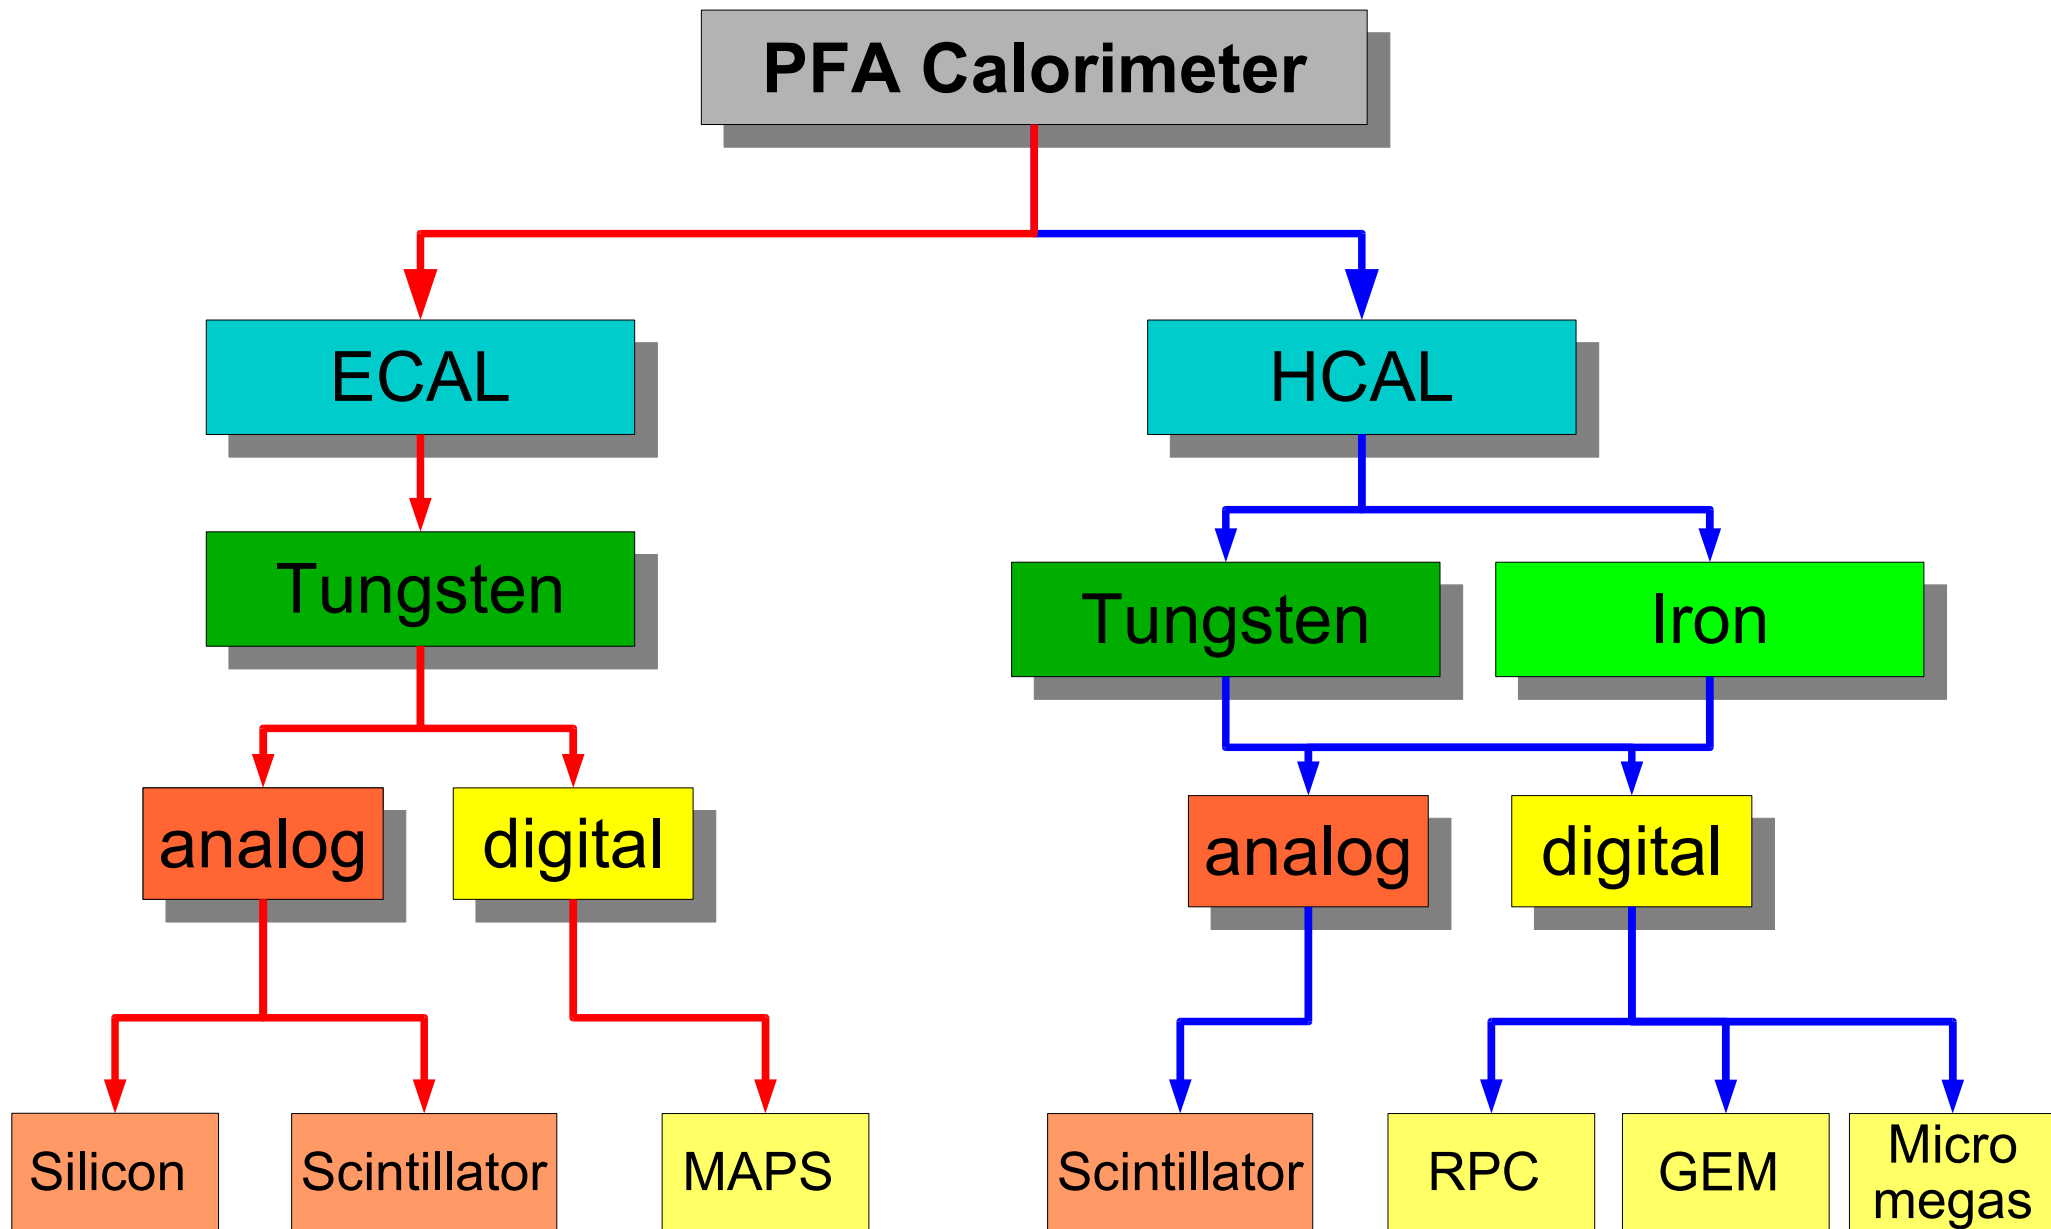 PFA Calorimeter
ECAL
HCAL
Tungsten
Tungsten
Iron
analog
digital
analog
digital
Silicon
Scintillator
MAPS
Scintillator
RPC
GEM
Micro
megas